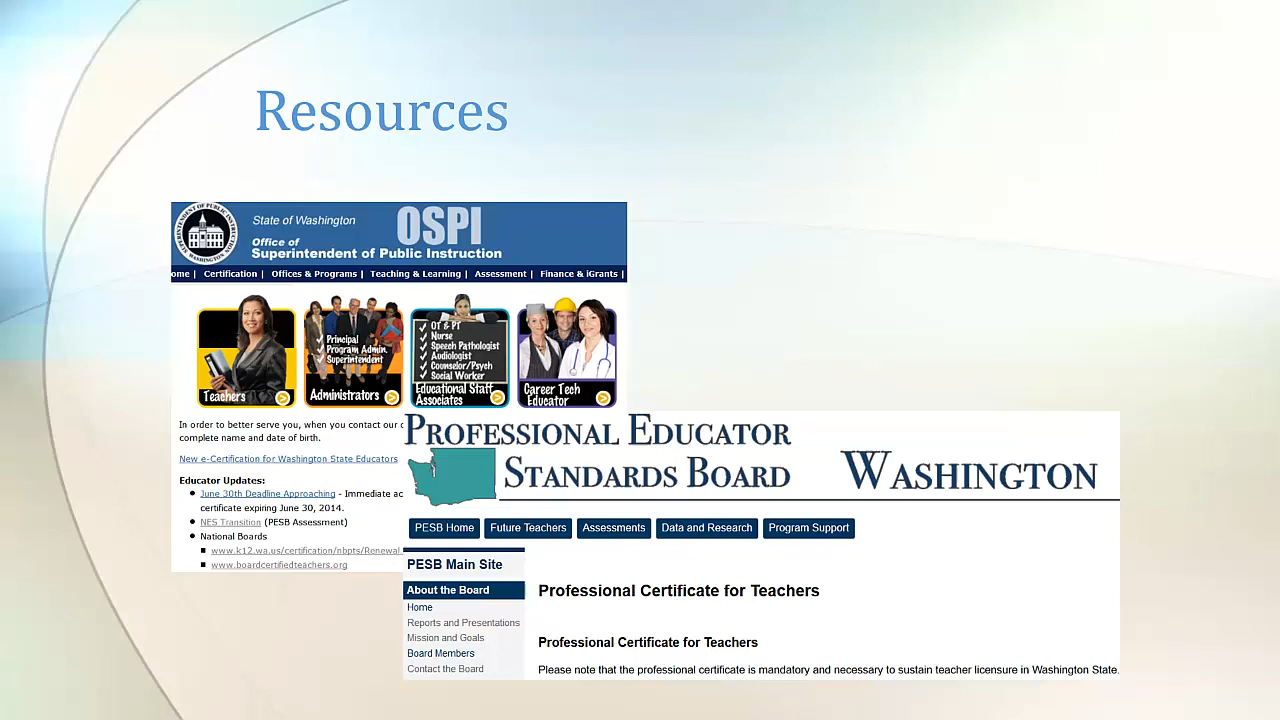 Resources
SUPERINTENDENT OF PUBLIC INSTRUCTION
WASHINGTON
State of Washington
OSPI
Office of
Superintendent of Public Instruction
ome | Certification | Offices & Programs | Teaching & Learning | Assessment | Finance & iGrants |
Teachers
Principal
Program Admin.
Superintendent
Administrators
OT & PT
Nurse
Speech Pathologist
Audiologist
Counselor/Psych
Social Worker
Educational Staff
Associates
Career Tech
Educator
In order to better serve you, when you contact our
complete name and date of birth.
New e-Certification for Washington State Educators
Educator Updates:
June 30th Deadline Approaching - Immediate ac
certificate expiring June 30, 2014.
NES Transition (PESB Assessment)
National Boards
www.k12.wa.us/certification/nbpts/Renewal
www.boardcertifiedteachers.org
PROFESSIONAL EDUCATOR
STANDARDS BOARD
WASHINGTON
PESB Home Future Teachers Assessments Data and Research Program Support
PESB Main Site
About the Board
Home
Reports and Presentations
Mission and Goals
Board Members
Contact the Board
Professional Certificate for Teachers
Professional Certificate for Teachers
Please note that the professional certificate is mandatory and necessary to sustain teacher licensure in Washington State.